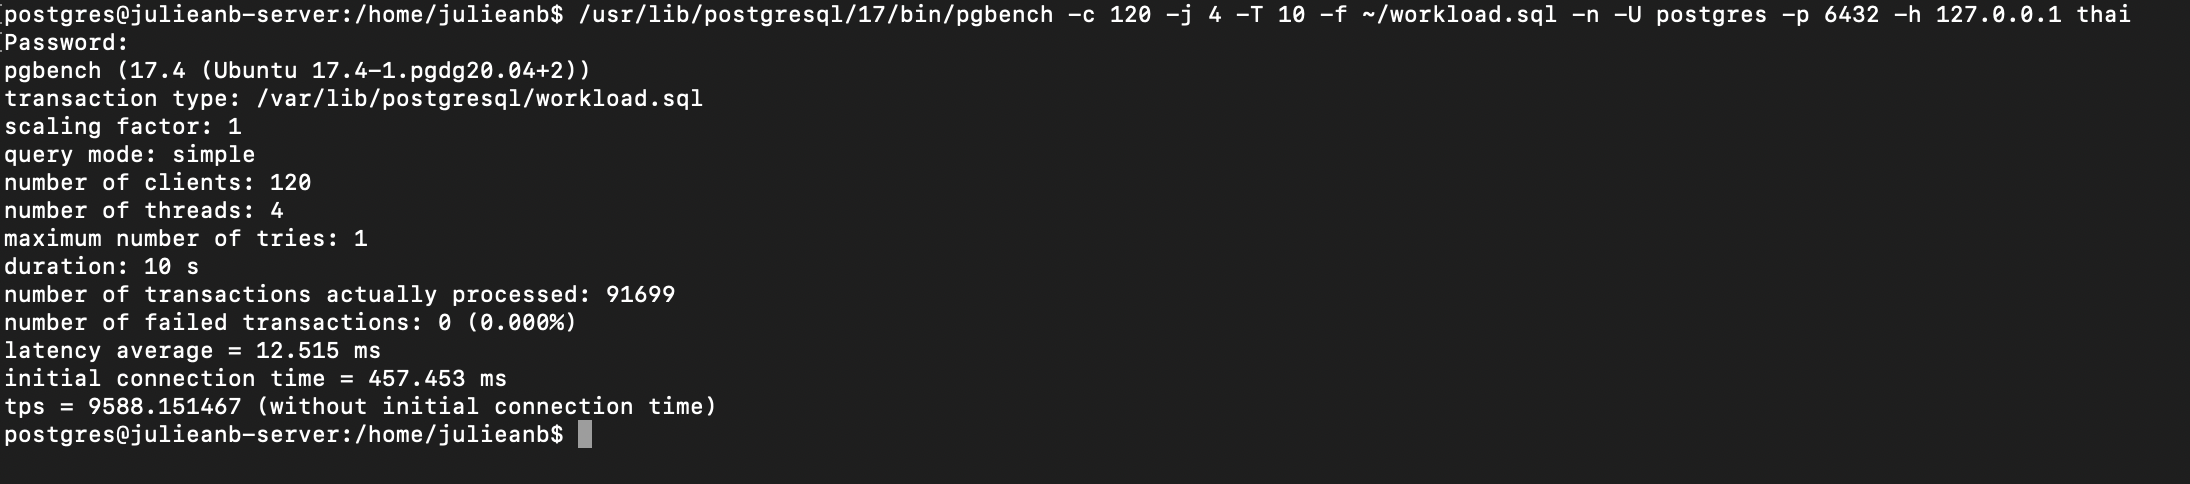 postgres@julieanb-server:/home/julieanb$ /usr/lib/postgresql/17/bin/pgbench -c 120 -j 4 -T 10 -f ~/workload.sql -n -U postgres -p 6432 -h 127.0.0.1 thai
Password:
pgbench (17.4 (Ubuntu 17.4-1.pgdg20.04+2))
transaction type: /var/lib/postgresql/workload.sql
scaling factor: 1
query mode: simple
number of clients: 120
number of threads: 4
maximum number of tries: 1
duration: 10 s
number of transactions actually processed: 91699
number of failed transactions: 0 (0.000%)
latency average = 12.515 ms
initial connection time = 457.453 ms
tps = 9588.151467 (without initial connection time)
postgres@julieanb-server:/home/julieanb$